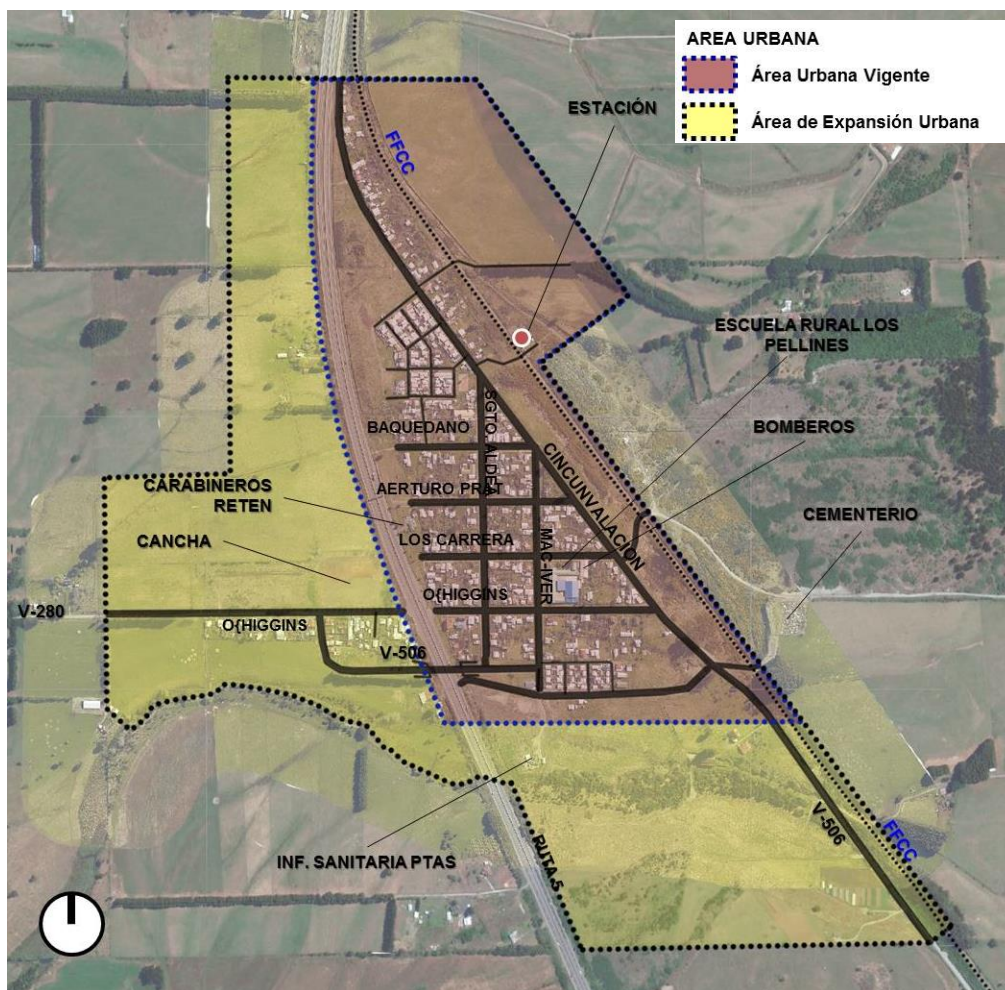 AREA URBANA
Área Urbana Vigente
Área de Expansión Urbana
ESTACIÓN
FFCC
ESCUELA RURAL LOS
PELLINES
BOMBEROS
SGTO. ALDEA
BAQUEDANO
CINCUNVALACIÓN
CARABINEROS
RETEN
AERTURO PRAT
CEMENTERIO
CANCHA
LOS CARRERA
MAC-IVER
O{HIGGINS
V-280
O{HIGGINS
V-506
INF. SANITARIA PTAS
RUTA 5
V-506
FFCC